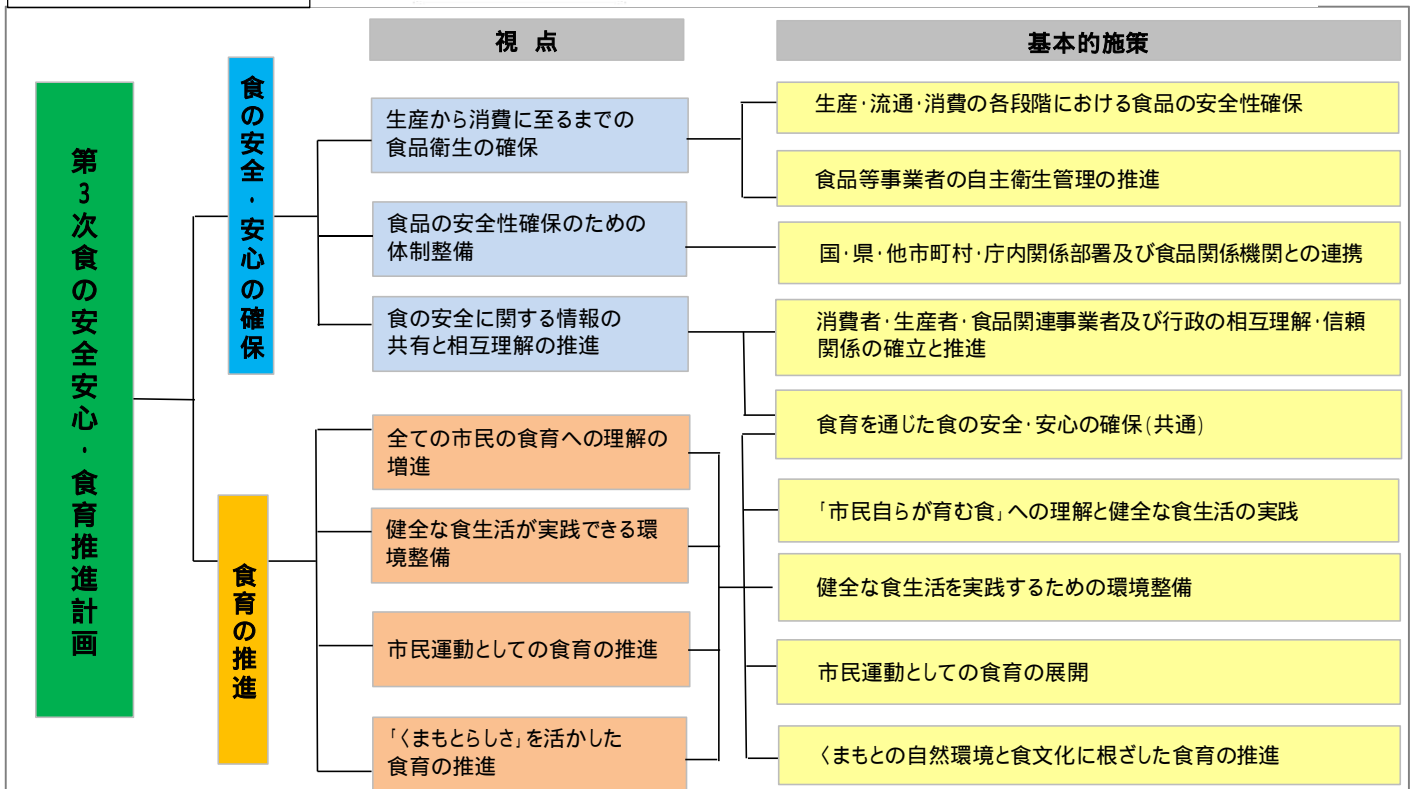 視 点
基本的施策
第3次食の安全安心・食育推進計画
食の安全・安心の確保
生産から消費に至るまでの
食品衛生の確保
食品の安全性確保のための
体制整備
食の安全に関する情報の
共有と相互理解の推進
生産・流通・消費の各段階における食品の安全性確保
食品等事業者の自主衛生管理の推進
国・県・他市町村・庁内関係部署及び食品関係機関との連携
消費者・生産者・食品関連事業者及び行政の相互理解・信頼
関係の確立と推進
食育を通じた食の安全・安心の確保(共通)
食育の推進
全ての市民の食育への理解の
増進
健全な食生活が実践できる環
境整備
市民運動としての食育の推進
「くまもとらしさ」を活かした
食育の推進
「市民自らが育む食」への理解と健全な食生活の実践
健全な食生活を実践するための環境整備
市民運動としての食育の展開
くまもとの自然環境と食文化に根ざした食育の推進